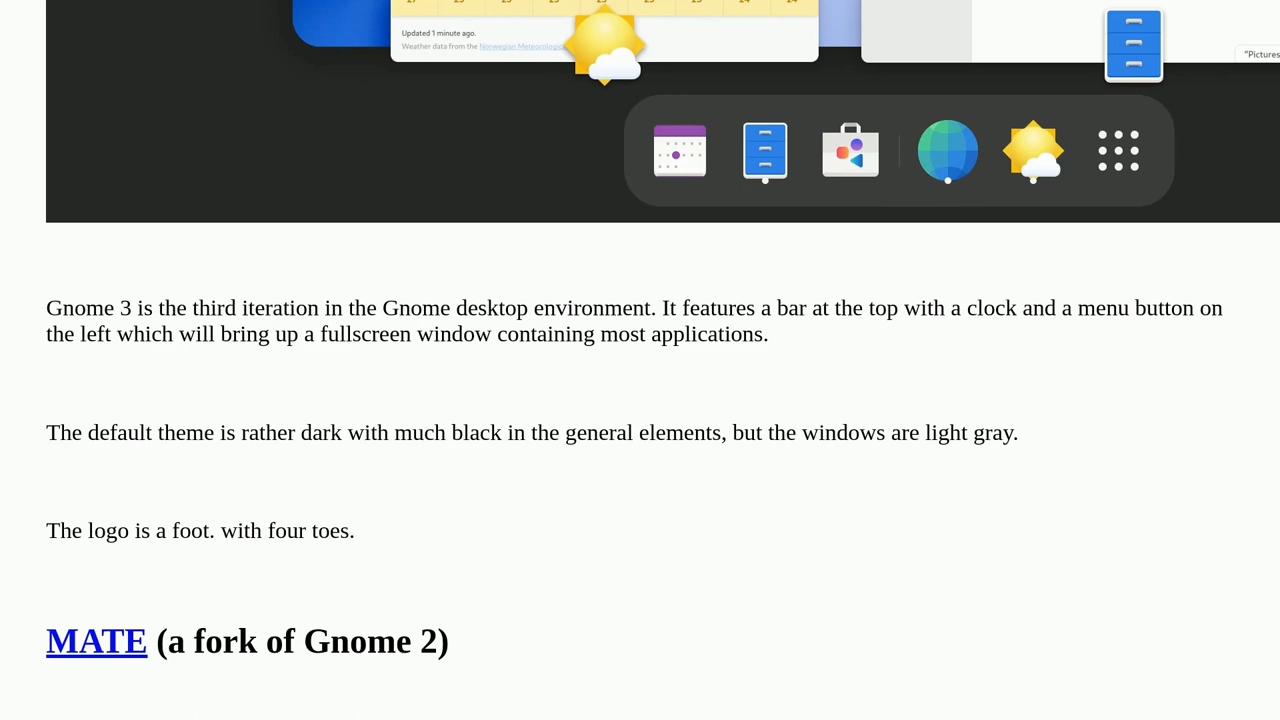 Updated 1 minute ago.
Weather data from the Norwegian Meteorologic
"Pictures
Gnome 3 is the third iteration in the Gnome desktop environment. It features a bar at the top with a clock and a menu button on
the left which will bring up a fullscreen window containing most applications.
The default theme is rather dark with much black in the general elements, but the windows are light gray.
The logo is a foot. with four toes.
MATE (a fork of Gnome 2)